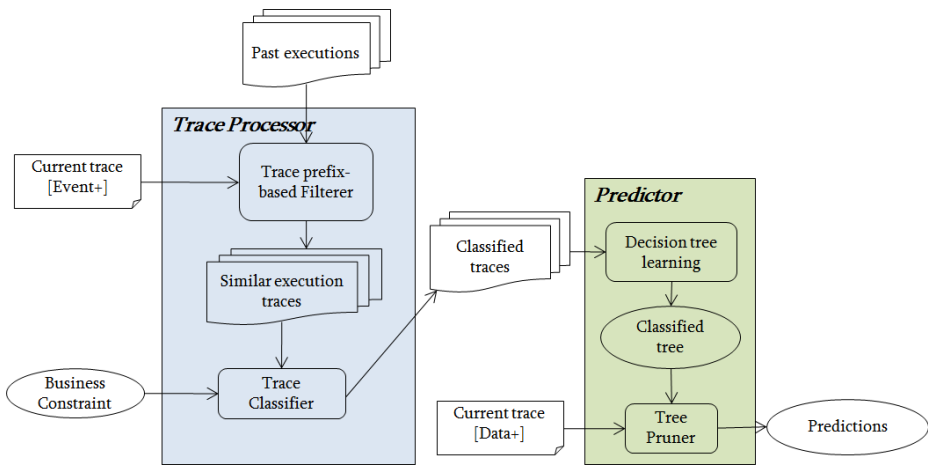 Past executions
Trace Processor
Current trace
[Event+]
Trace prefix-
based Filterer
Similar execution
traces
Business
Constraint
Trace
Classifier
Classified
traces
Predictor
Decision tree
learning
Classified
tree
Current trace
[Data+]
Tree
Pruner
Predictions